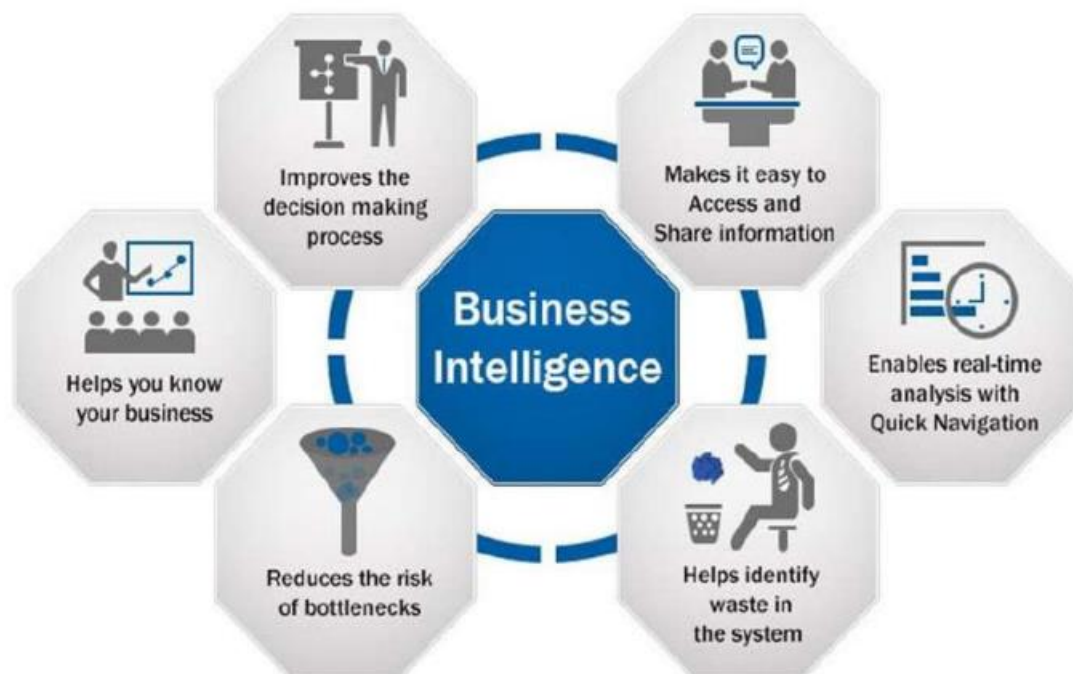 Improves the
decision making
process
Makes it easy to
Access and
Share information
Helps you know
your business
Business
Intelligence
Enables real-time
analysis with
Quick Navigation
Reduces the risk
of bottlenecks
Helps identify
waste in
the system